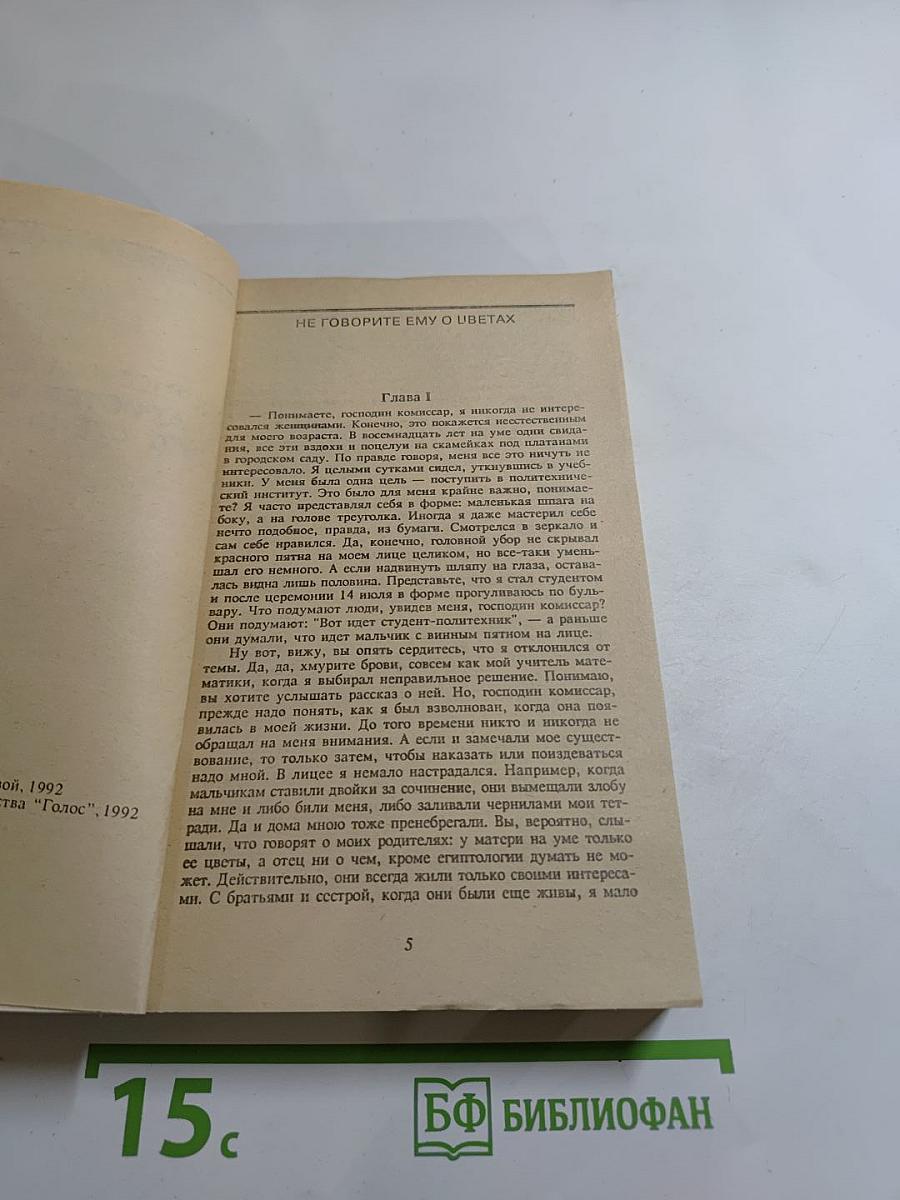 НЕ ГОВОРИТЕ ЕМУ О ЦВЕТАХ
Глава I
— Понимаете, господин комиссар, я никогда не интере-
совался женщинами. Конечно, это покажется неестественным
для моего возраста. В восемнадцать лет на уме одни свида-
ния, все эти вздохи и поцелуи на скамейках под платанами
в городском саду. По правде говоря, меня все это ничуть не
интересовало. Я целыми сутками сидел, уткнувшись в учеб-
ники. У меня была одна цель — поступить в политехниче-
ский институт. Это было для меня крайне важно, понимае-
те? Я часто представлял себя в форме: маленькая шпага на
боку, а на голове треуголка. Иногда я даже мастерил себе
нечто подобное, правда, из бумаги. Смотрелся в зеркало и
сам себе нравился. Да, конечно, головной убор не скрывал
красного пятна на моем лице целиком, но все-таки умень-
шал его немного. А если надвинуть шляпу на глаза, остава-
лась видна лишь половина. Представьте, что я стал студентом
и после церемонии 14 июля в форме прогуливаюсь по буль-
вару. Что подумают люди, увидев меня, господин комиссар?
Они подумают: "Вот идет студент-политехник", — а раньше
они думали, что идет мальчик с винным пятном на лице.
Ну вот, вижу, вы опять сердитесь, что я отклонился от
темы. Да, да, хмурите брови, совсем как мой учитель мате-
матики, когда я выбирал неправильное решение. Понимаю,
вы хотите услышать рассказ о ней. Но, господин комиссар,
прежде надо понять, как я был взволнован, когда она поя-
вилась в моей жизни. До того времени никто и никогда не
обращал на меня внимания. А если и замечали мое сущест-
вование, то только затем, чтобы наказать или поиздеваться
надо мной. В лицее я немало настрадался. Например, когда
мальчикам ставили двойки за сочинение, они вымещали злобу
на мне и либо били меня, либо заливали чернилами мои тет-
ради. Да и дома мною тоже пренебрегали. Вы, вероятно, слы-
шали, что говорят о моих родителях: у матери на уме только
ее цветы, а отец ни о чем, кроме египтологии думать не мо-
жет. Действительно, они всегда жили только своими интереса-
ми. С братьями и сестрой, когда они были еще живы, я мало
5
вой, 1992
ства "Голос", 1992
15 с
БФ БИБЛИОФАН